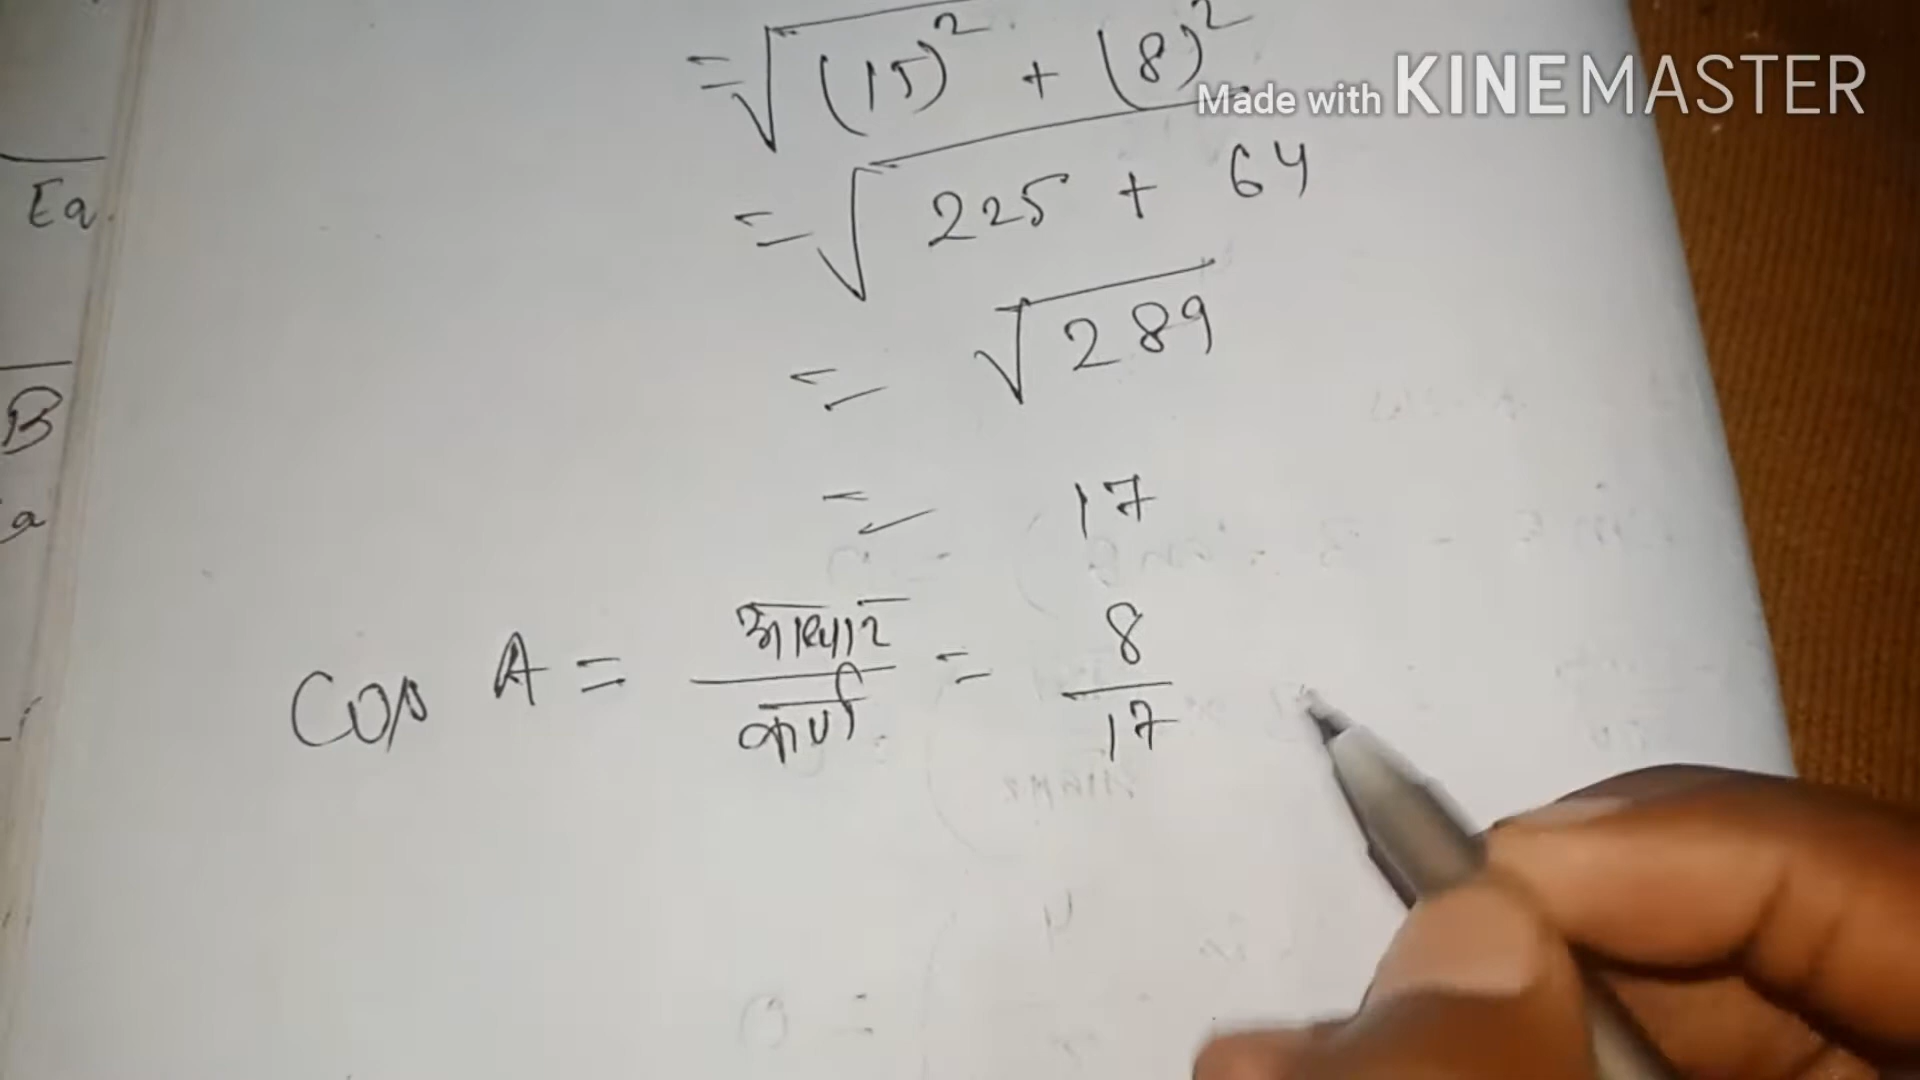 = √(15)² + (8)²
Made with KINEMASTER
= √225 + 64
Ea.
= √289
B
= 17
a
Cos A = आधार / कर्ण = 8 / 17